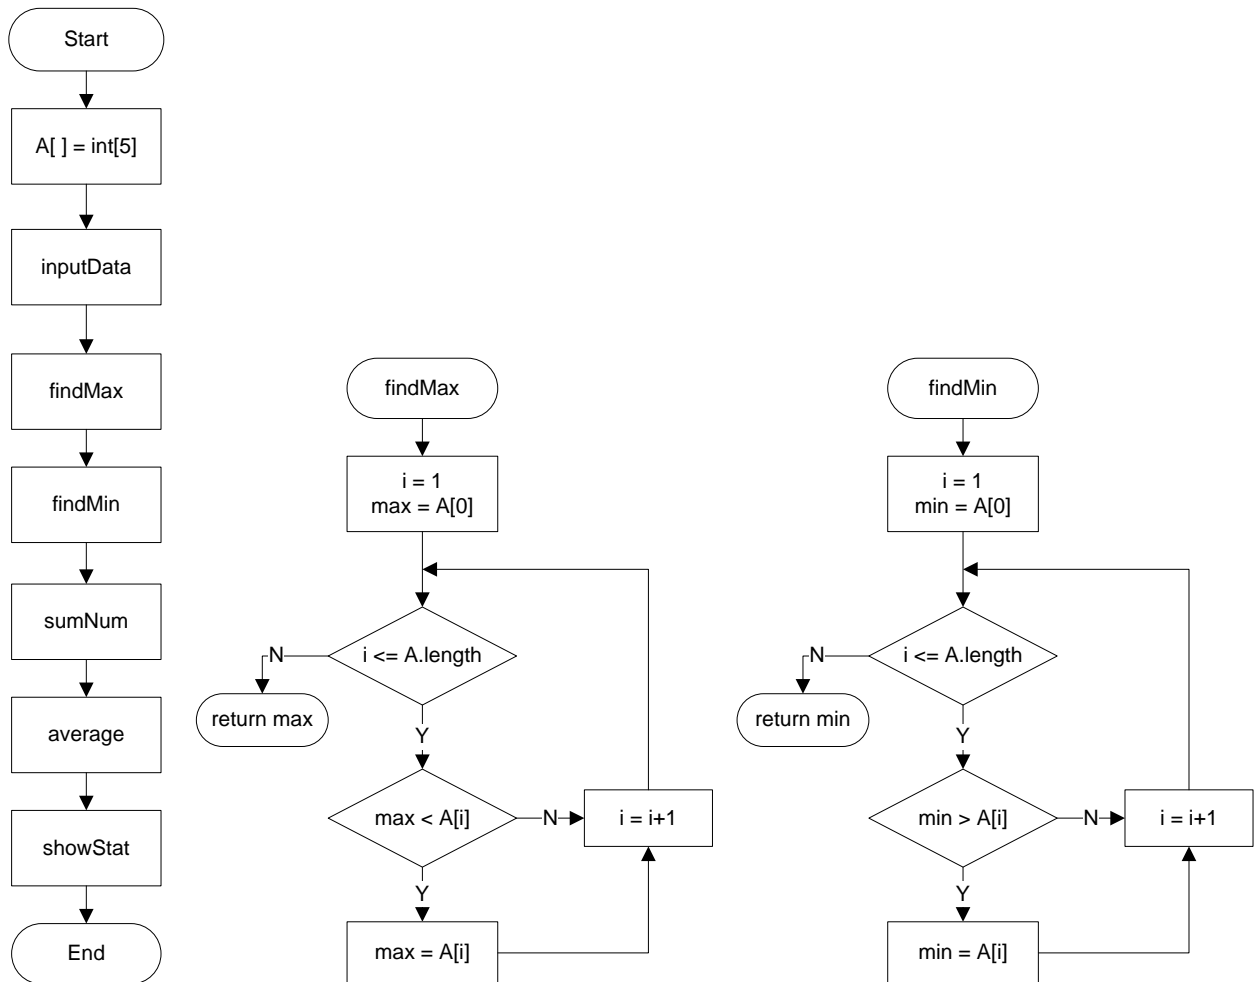 Start
A[ ] = int[5]
inputData
findMax
findMin
sumNum
average
showStat
End
findMax
i = 1
max = A[0]
i <= A.length
N
return max
Y
max < A[i]
N
i = i+1
Y
max = A[i]
findMin
i = 1
min = A[0]
i <= A.length
N
return min
Y
min > A[i]
N
i = i+1
Y
min = A[i]